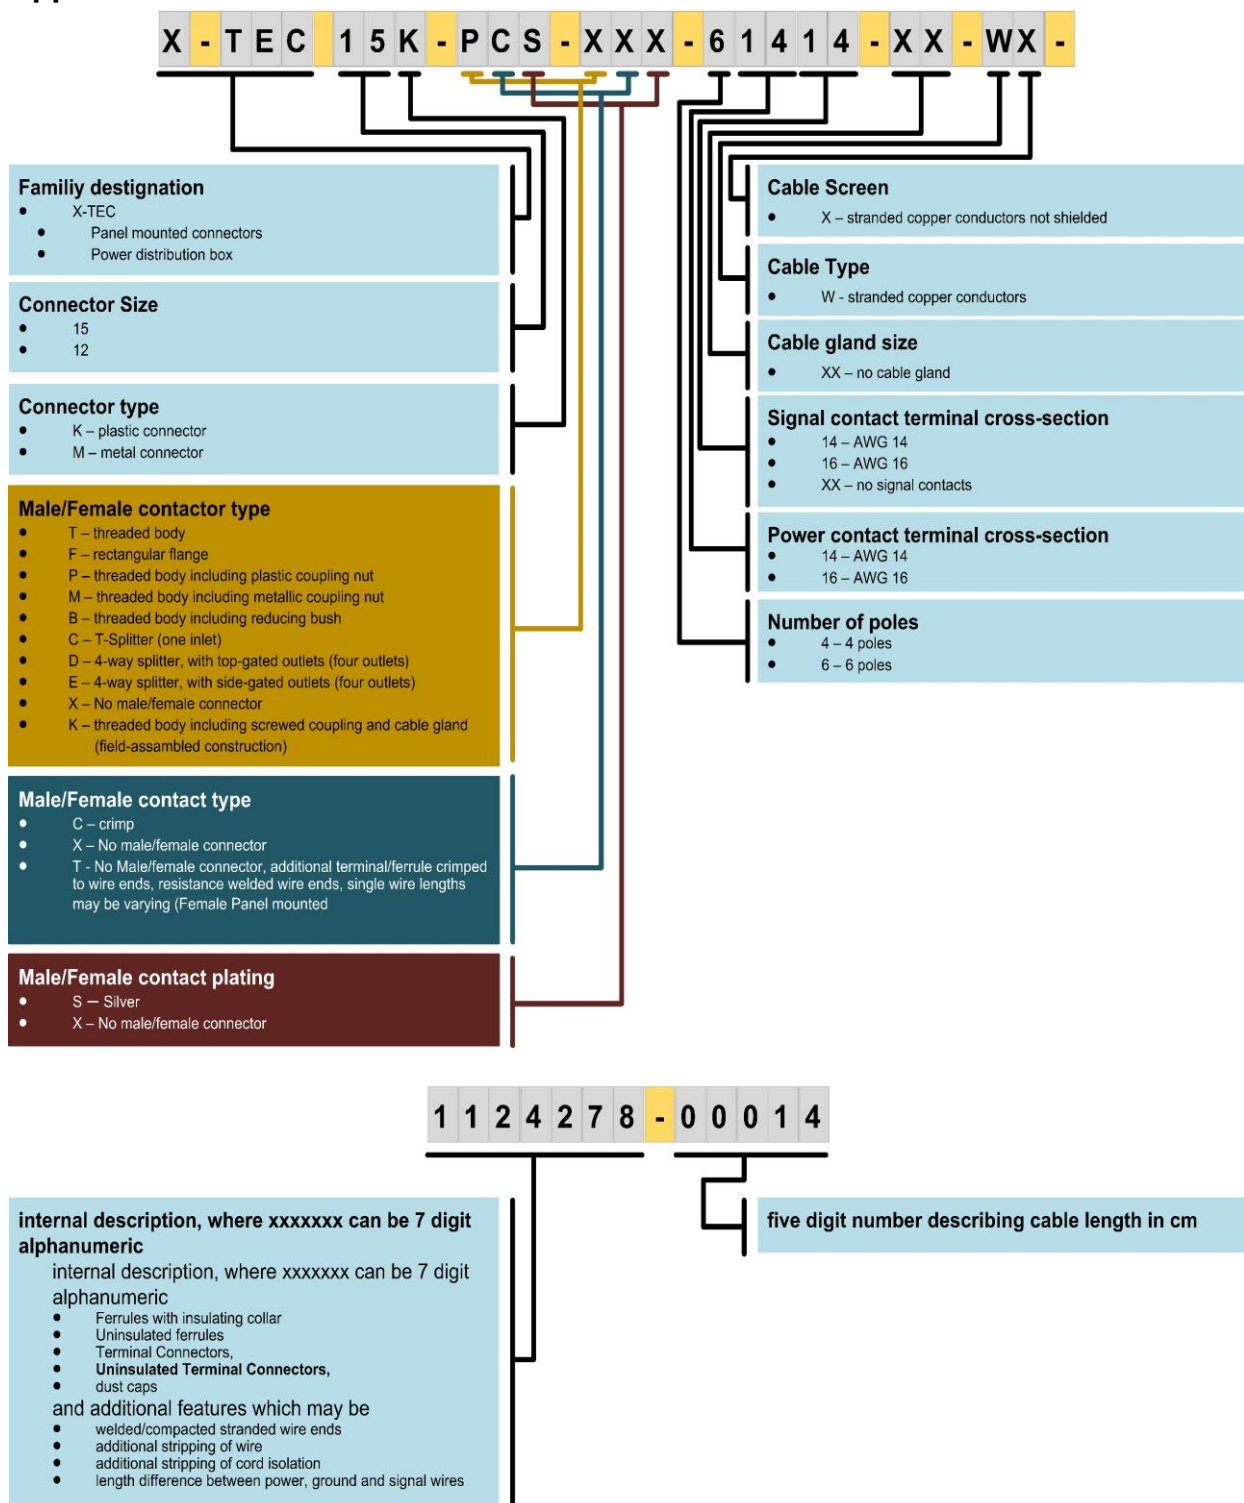 X - T E C 1 5 K - P C S - X X X - 6 1 4 1 4 - X X - W X -
Familiy destignation
• X-TEC
• Panel mounted connectors
• Power distribution box
Connector Size
• 15
• 12
Connector type
• K – plastic connector
• M – metal connector
Male/Female contactor type
• T – threaded body
• F – rectangular flange
• P – threaded body including plastic coupling nut
• M – threaded body including metallic coupling nut
• B – threaded body including reducing bush
• C – T-Splitter (one inlet)
• D – 4-way splitter, with top-gated outlets (four outlets)
• E – 4-way splitter, with side-gated outlets (four outlets)
• X – No male/female connector
• K – threaded body including screwed coupling and cable gland
(field-assembled construction)
Male/Female contact type
• C – crimp
• X – No male/female connector
• T - No Male/female connector, additional terminal/ferrule crimped
to wire ends, resistance welded wire ends, single wire lengths
may be varying (Female Panel mounted
Male/Female contact plating
• S – Silver
• X – No male/female connector
Cable Screen
• X – stranded copper conductors not shielded
Cable Type
• W - stranded copper conductors
Cable gland size
• XX – no cable gland
Signal contact terminal cross-section
• 14 – AWG 14
• 16 – AWG 16
• XX – no signal contacts
Power contact terminal cross-section
• 14 – AWG 14
• 16 – AWG 16
Number of poles
• 4 – 4 poles
• 6 – 6 poles
1 1 2 4 2 7 8 - 0 0 0 1 4
internal description, where xxxxxxx can be 7 digit
alphanumeric
internal description, where xxxxxxx can be 7 digit
alphanumeric
• Ferrules with insulating collar
• Uninsulated ferrules
• Terminal Connectors,
• Uninsulated Terminal Connectors,
• dust caps
and additional features which may be
• welded/compacted stranded wire ends
• additional stripping of wire
• additional stripping of cord isolation
• length difference between power, ground and signal wires
five digit number describing cable length in cm